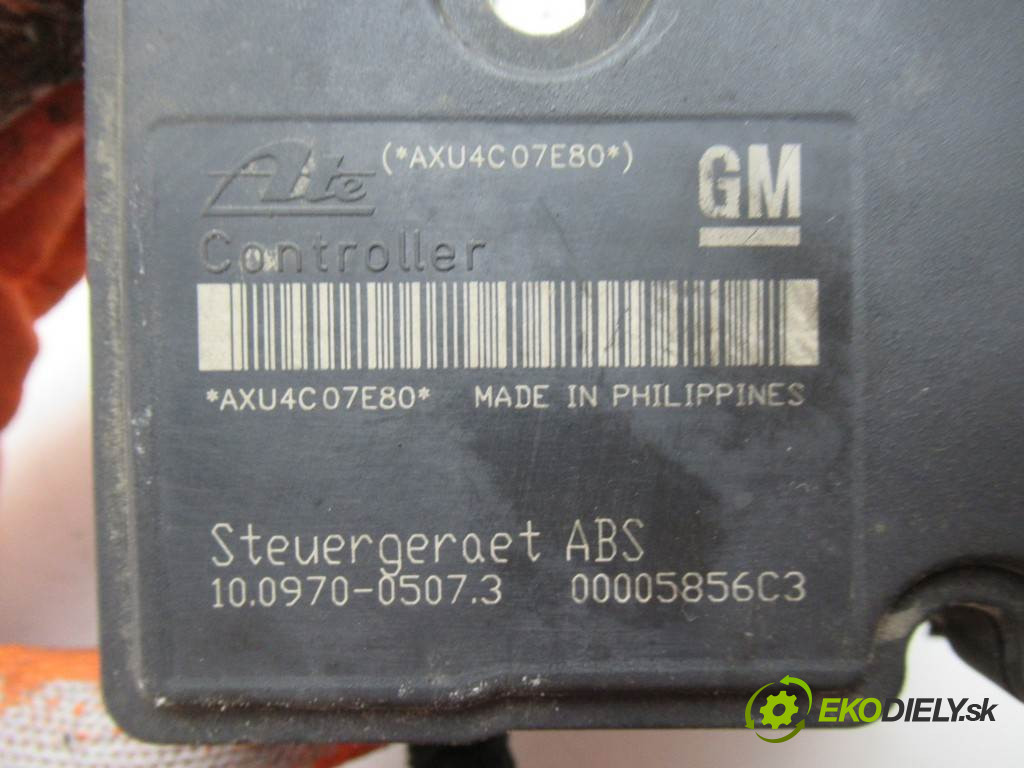 Ate (*AXU4C07E80*) GM
Controller
*AXU4C07E80* MADE IN PHILIPPINES
Steuergeraet ABS
10.0970-0507.3 00005856C3
EKODIELY.sk